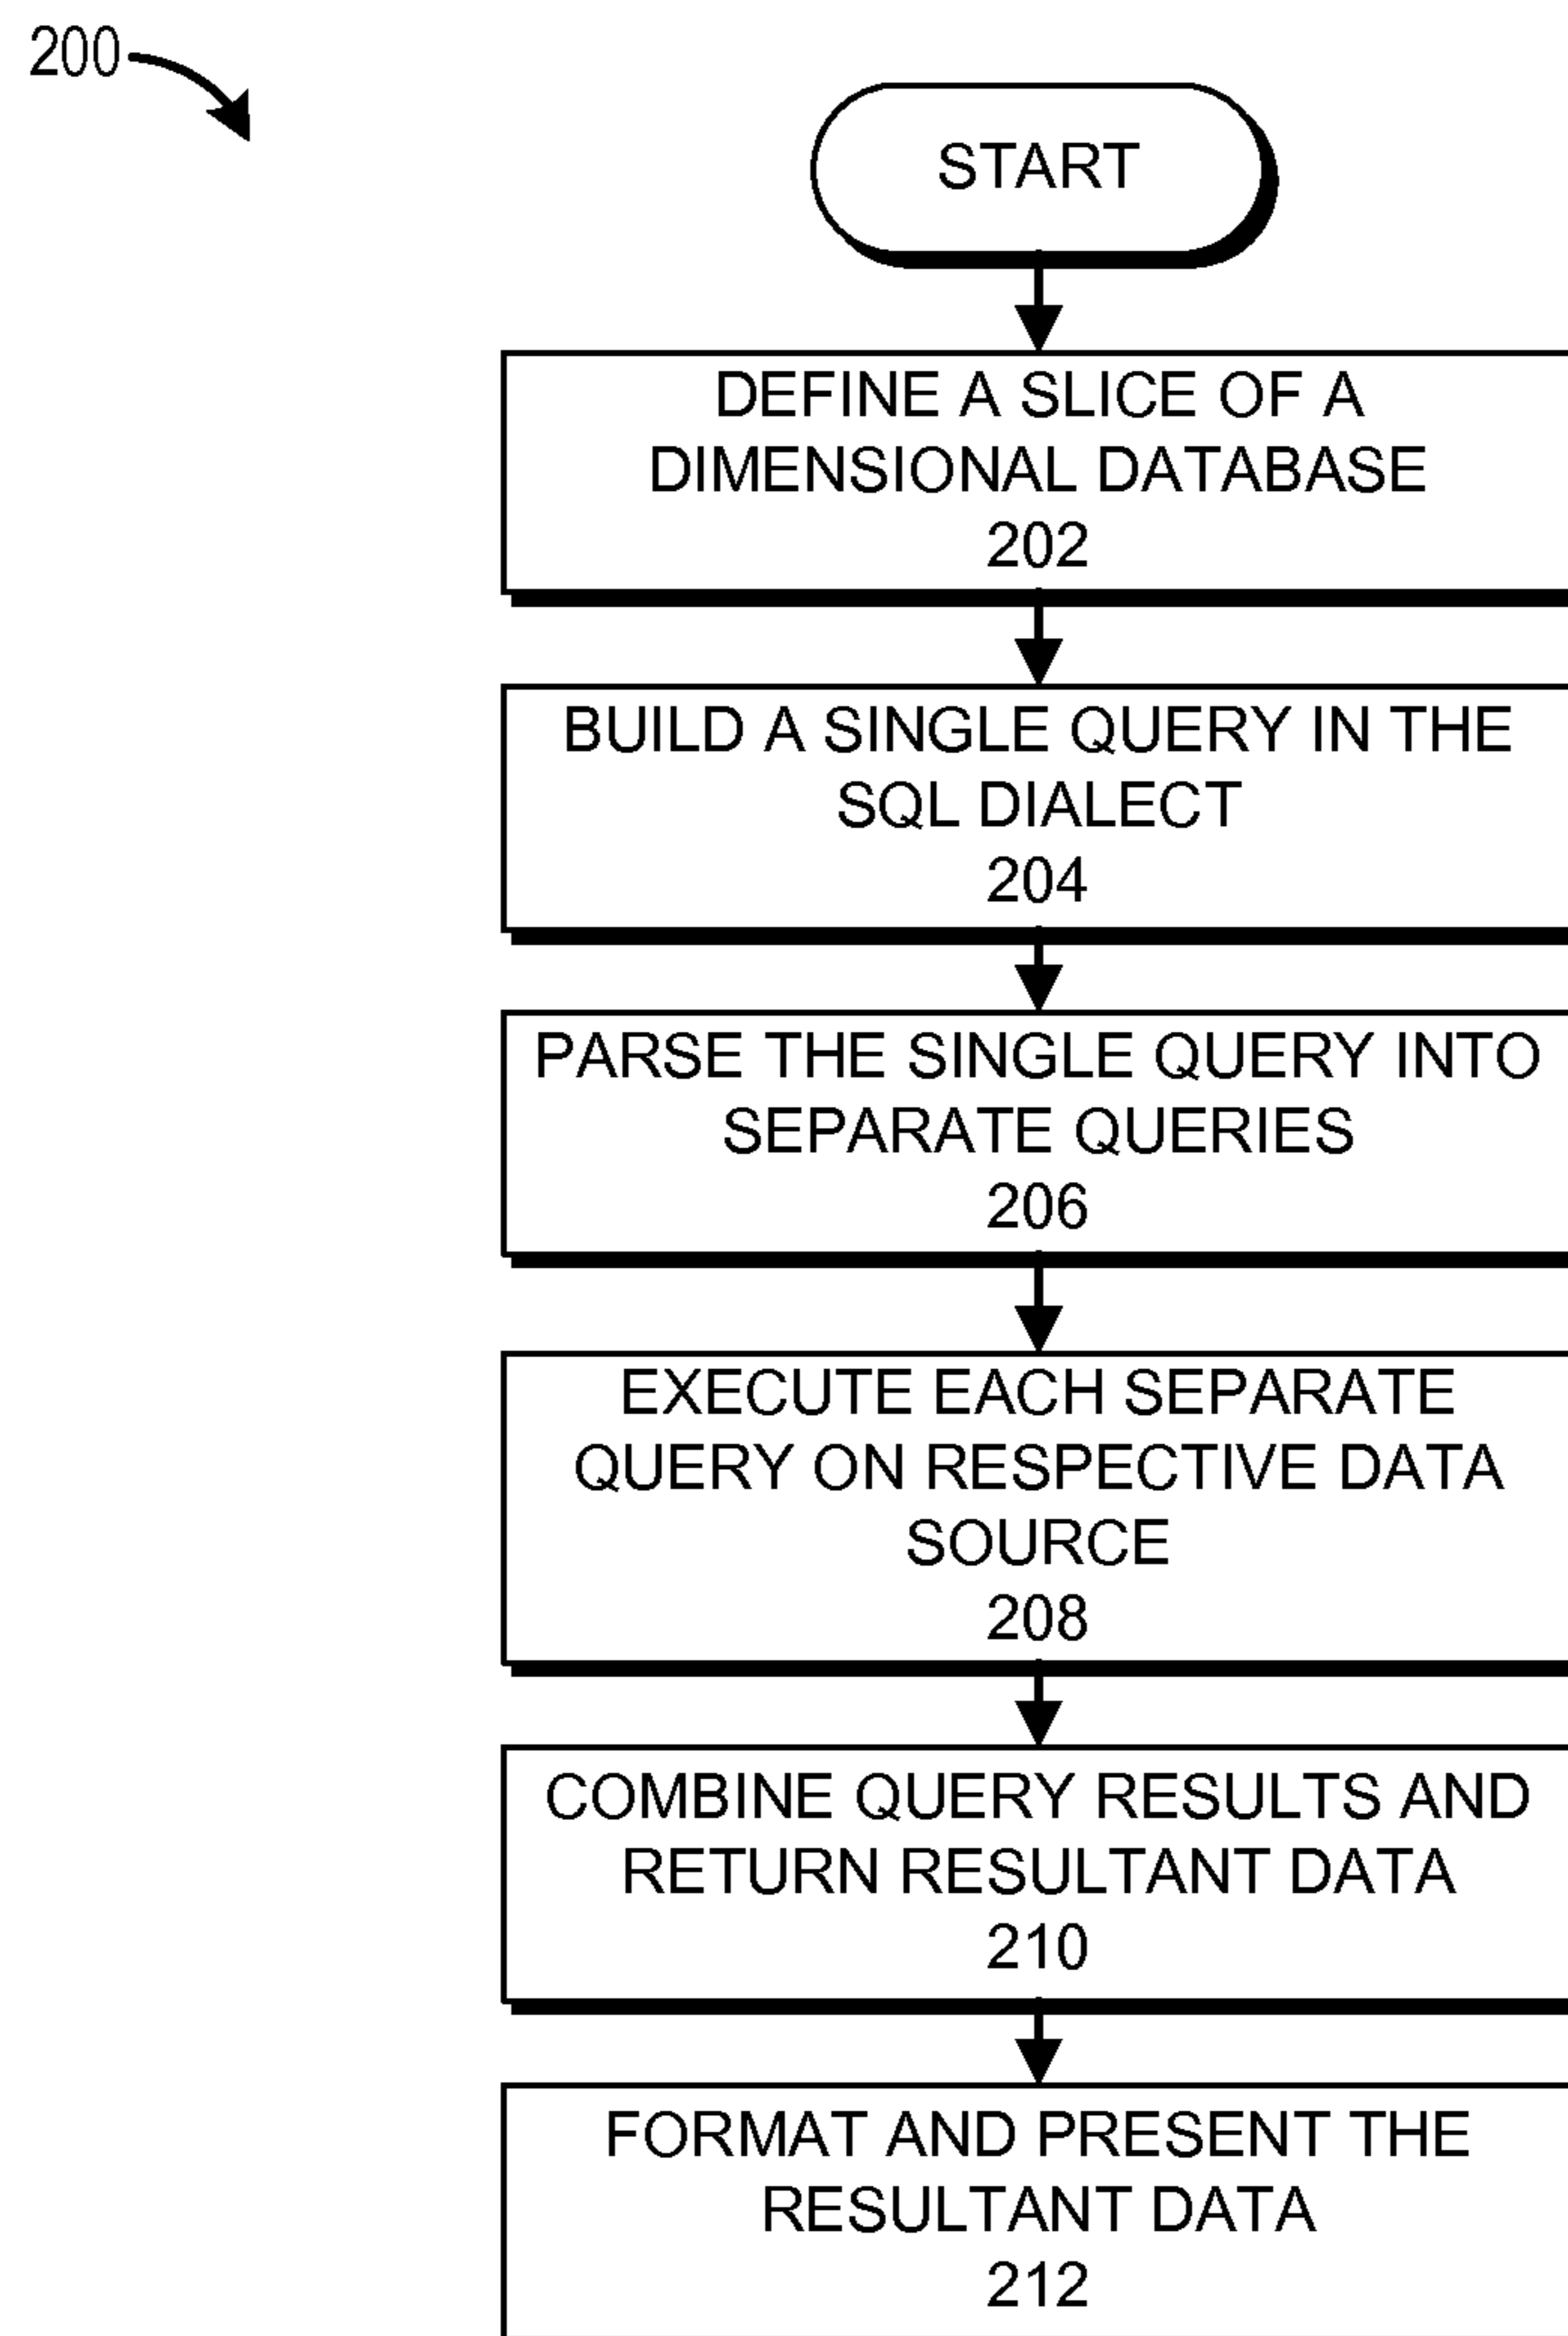 200
START
DEFINE A SLICE OF A
DIMENSIONAL DATABASE
202
BUILD A SINGLE QUERY IN THE
SQL DIALECT
204
PARSE THE SINGLE QUERY INTO
SEPARATE QUERIES
206
EXECUTE EACH SEPARATE
QUERY ON RESPECTIVE DATA
SOURCE
208
COMBINE QUERY RESULTS AND
RETURN RESULTANT DATA
210
FORMAT AND PRESENT THE
RESULTANT DATA
212